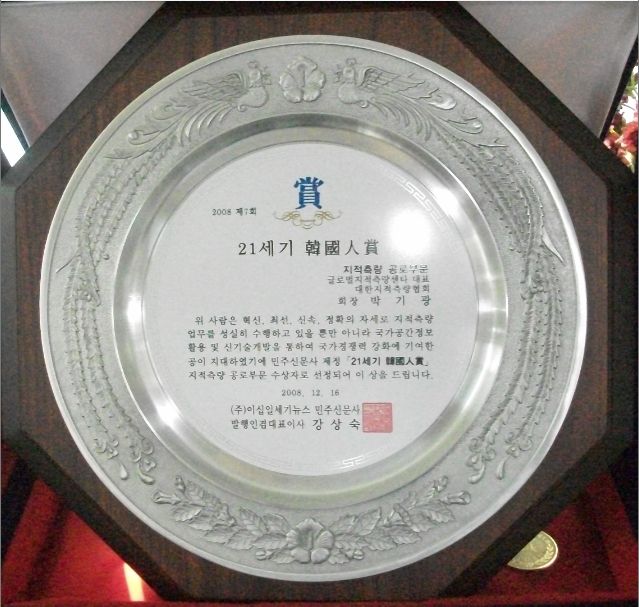 賞
2008 제7회
21세기 韓國人賞
지적측량 공로부문
글로벌지적측량센타 대표
대한지적측량협회
회장 박 기 광
위 사람은 혁신, 최선, 신속, 정확의 자세로 지적측량
업무를 성실히 수행하고 있을 뿐만 아니라 국가공간정보
활용 및 신기술개발을 통하여 국가경쟁력 강화에 기여한
공이 지대하였기에 민주신문사 제정 「21세기 韓國人賞」
지적측량 공로부문 수상자로 선정되어 이 상을 드립니다.
2008. 12. 16
(주)이십일세기뉴스 민주신문사
발행인겸대표이사 강 상 숙